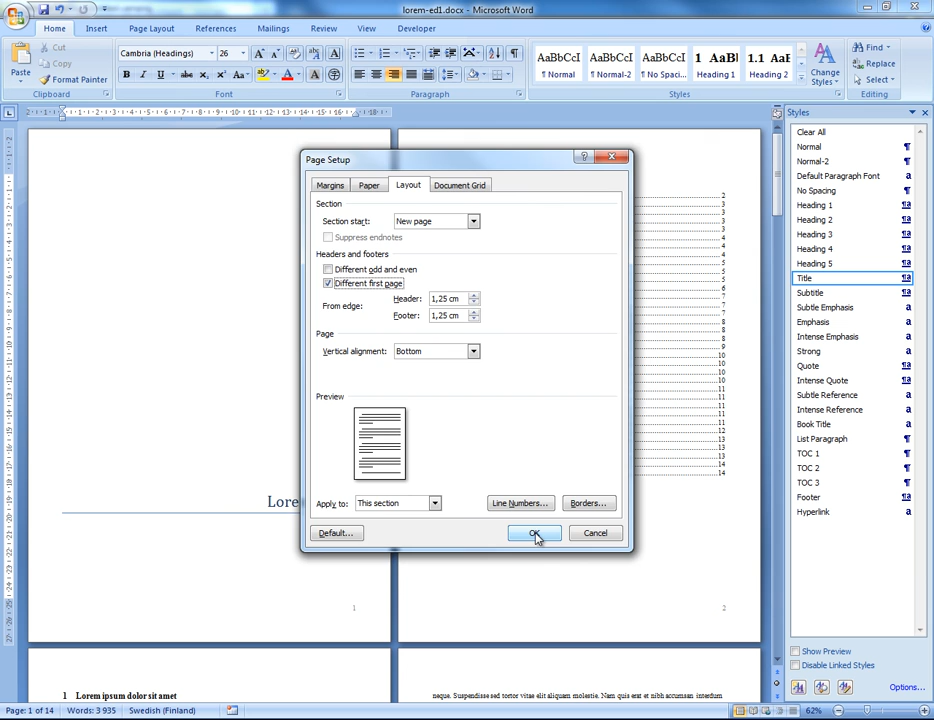 lorem-ed1.docx - Microsoft Word
Home Insert Page Layout References Mailings Review View Developer
Paste
Cut
Copy
Format Painter
Clipboard
Cambria (Headings) 26
Font
Paragraph
AaBbCcI AaBbCcI AaBbCcI 1 AaBl 1.1 AaE
¶ Normal ¶ Normal-2 ¶ No Spaci... Heading 1 Heading 2
Change Styles
Styles
Find
Replace
Select
Editing
Page Setup
Margins Paper Layout Document Grid
Section
Section start: New page
Suppress endnotes
Headers and footers
Different odd and even
Different first page
From edge:
Header: 1,25 cm
Footer: 1,25 cm
Page
Vertical alignment: Bottom
Preview
Apply to: This section
Line Numbers... Borders...
Default... OK Cancel
Lore
1
2
1 Lorem ipsum dolor sit amet
neque. Suspendisse sed tortor vitae elit aliquam molestie. Nam quis erat et nibh accumsan interdum
Styles
Clear All
Normal
Normal-2
Default Paragraph Font
No Spacing
Heading 1
Heading 2
Heading 3
Heading 4
Heading 5
Title
Subtitle
Subtle Emphasis
Emphasis
Intense Emphasis
Strong
Quote
Intense Quote
Subtle Reference
Intense Reference
Book Title
List Paragraph
TOC 1
TOC 2
TOC 3
Footer
Hyperlink
Show Preview
Disable Linked Styles
Options...
Page: 1 of 14 Words: 3 935 Swedish (Finland) 62%